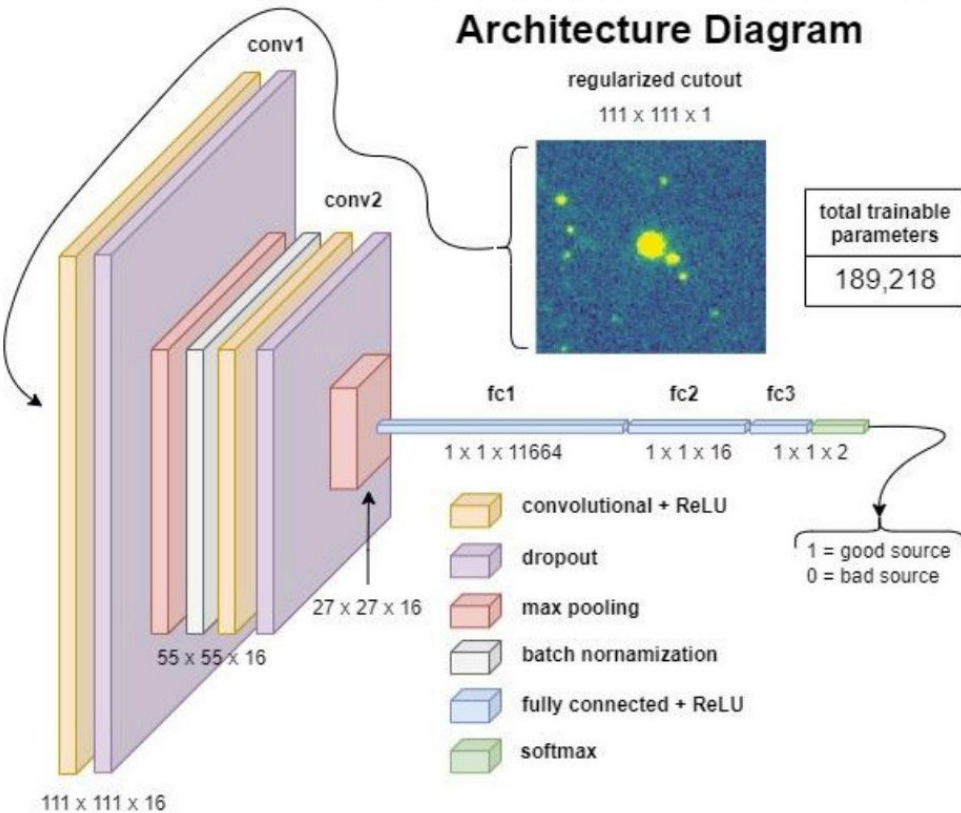 Architecture Diagram
conv1
regularized cutout
111 x 111 x 1
conv2
total trainable
parameters
189,218
fc1
fc2
fc3
1 x 1 x 11664
1 x 1 x 16
1 x 1 x 2
convolutional + ReLU
dropout
max pooling
batch nornamization
fully connected + ReLU
softmax
1 = good source
0 = bad source
27 x 27 x 16
55 x 55 x 16
111 x 111 x 16